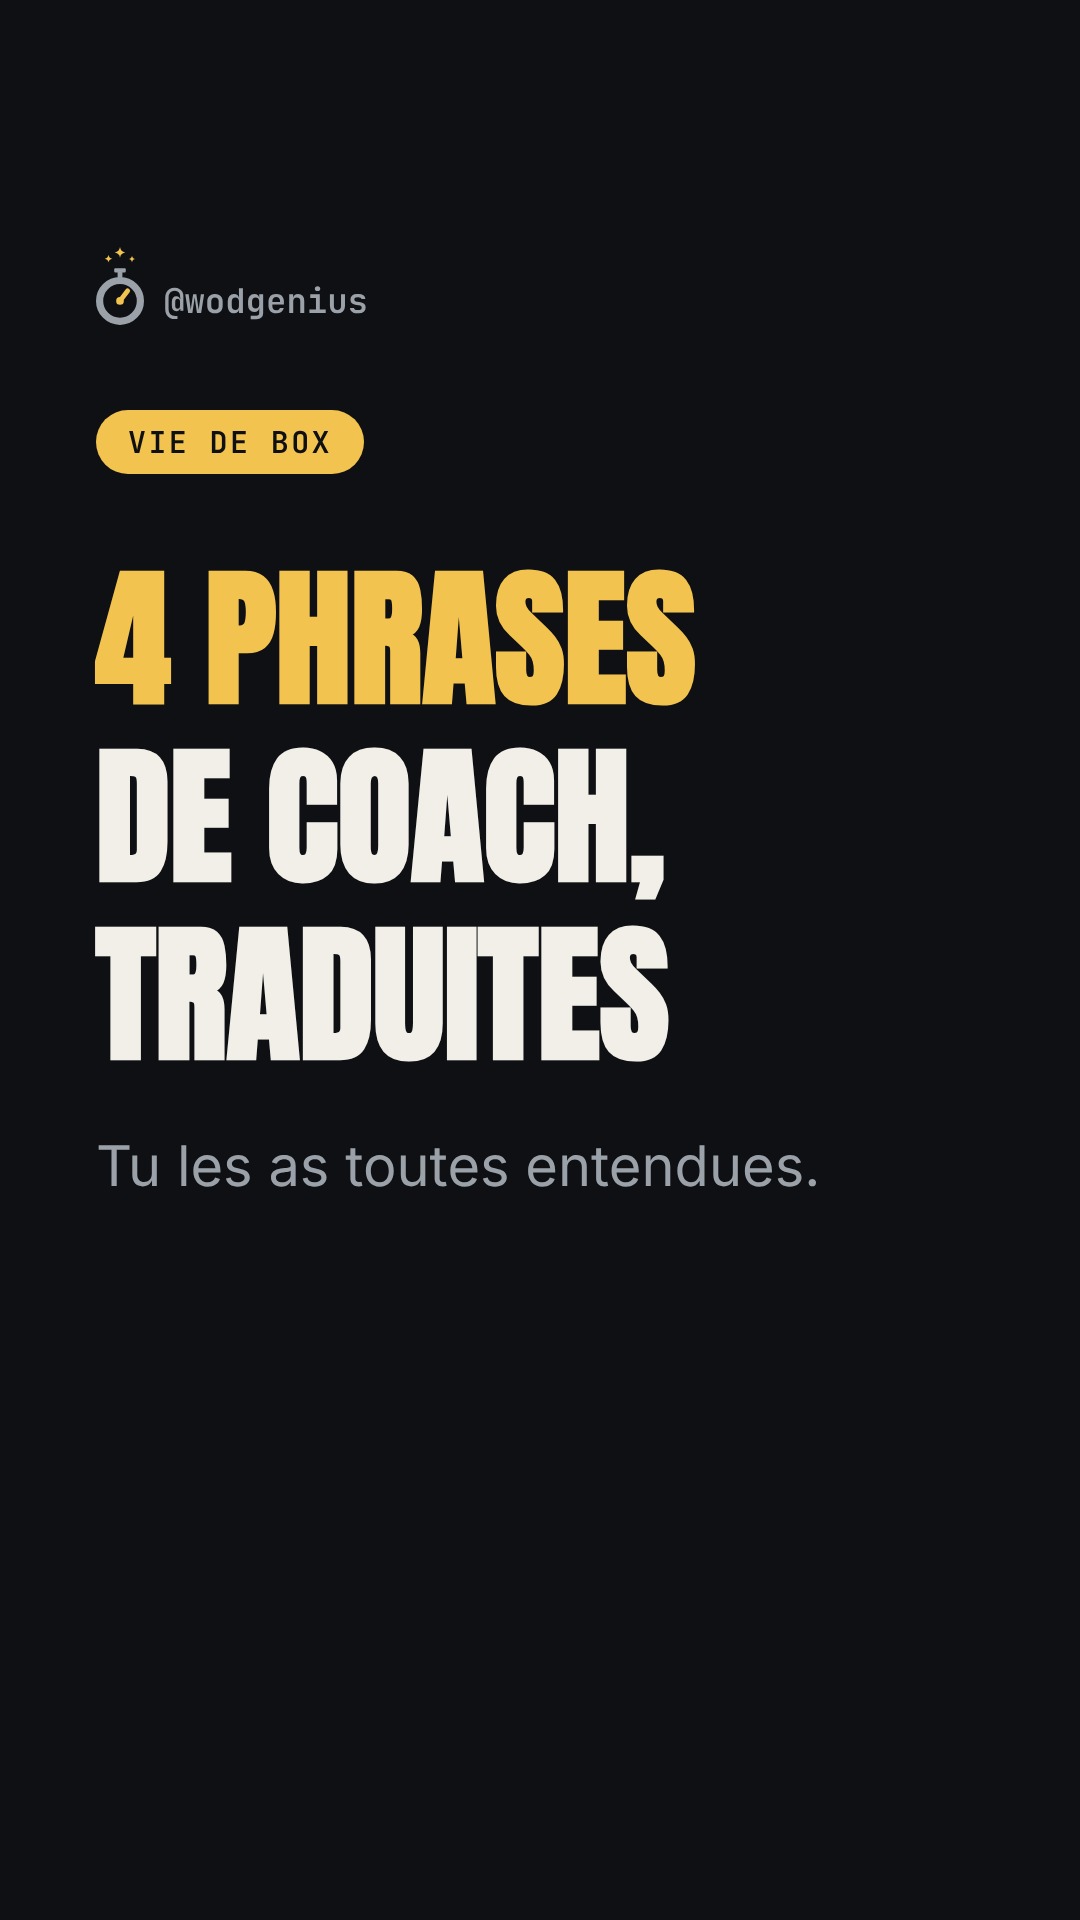 @wodgenius
VIE DE BOX
4 PHRASES
DE COACH,
TRADUITES
Tu les as toutes entendues.